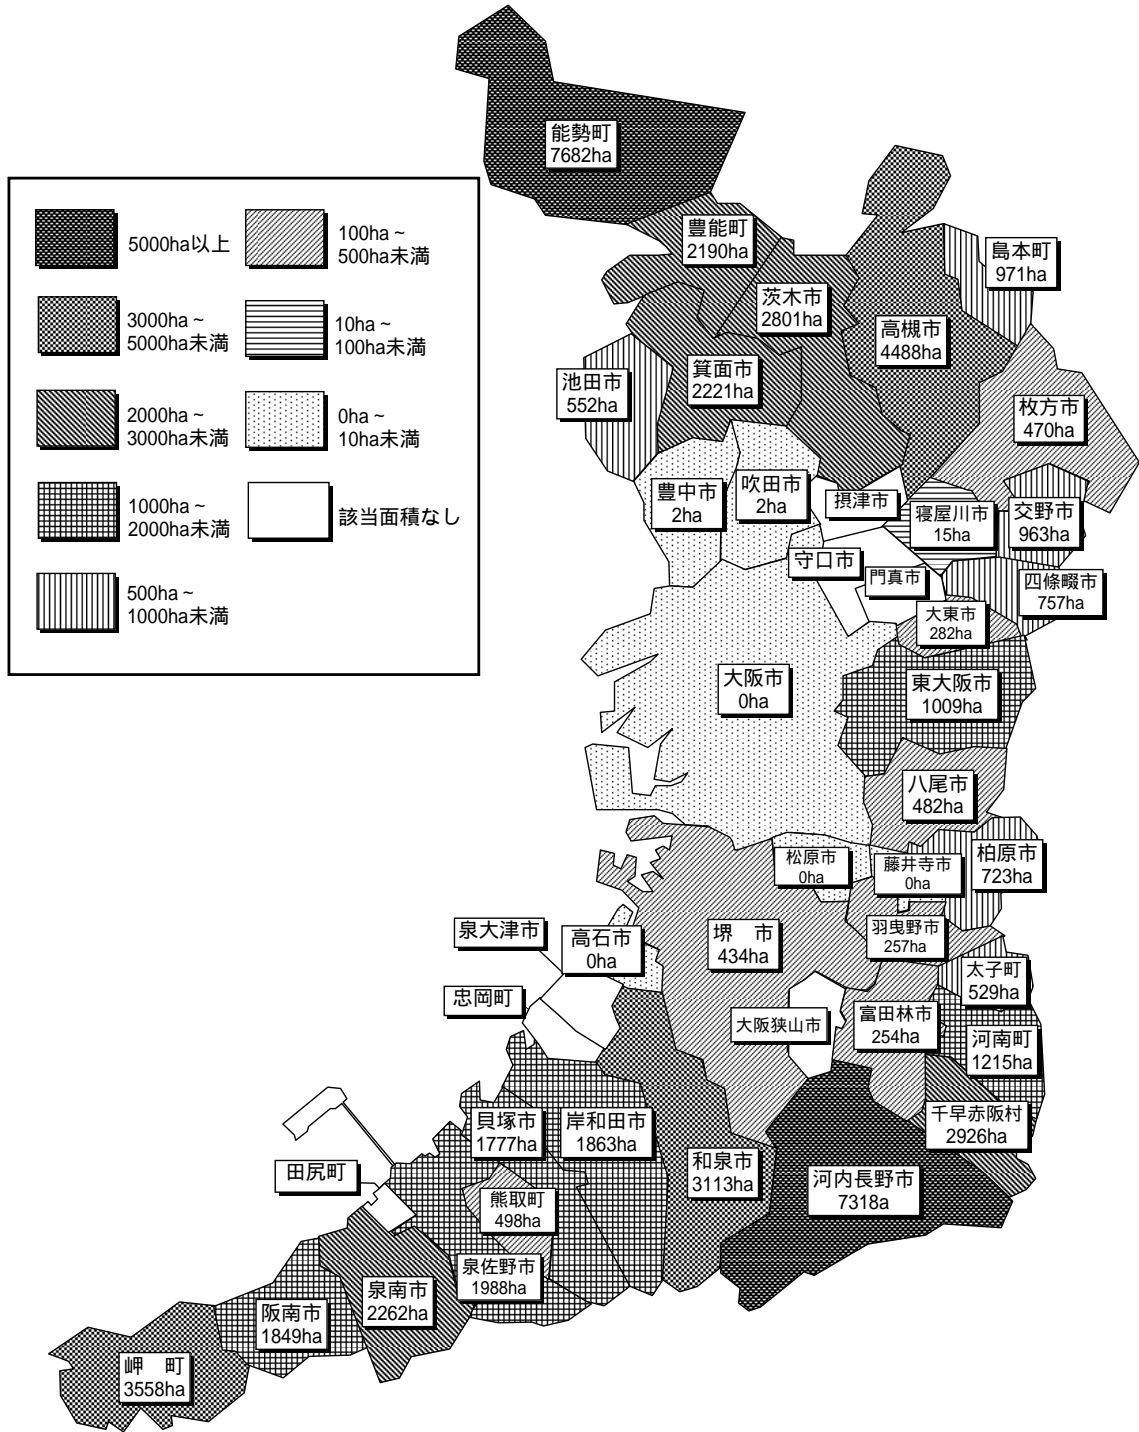 能勢町
7682ha
5000ha以上
100ha ~
500ha未満
3000ha ~
5000ha未満
10ha ~
100ha未満
2000ha ~
3000ha未満
0ha ~
10ha未満
1000ha ~
2000ha未満
該当面積なし
500ha ~
1000ha未満
豊能町
2190ha
島本町
971ha
茨木市
2801ha
高槻市
4488ha
箕面市
2221ha
池田市
552ha
枚方市
470ha
豊中市
2ha
吹田市
2ha
摂津市
寝屋川市
15ha
交野市
963ha
守口市
門真市
四條畷市
757ha
大東市
282ha
大阪市
0ha
東大阪市
1009ha
八尾市
482ha
松原市
0ha
藤井寺市
0ha
柏原市
723ha
泉大津市
高石市
0ha
堺 市
434ha
羽曳野市
257ha
太子町
529ha
忠岡町
大阪狭山市
富田林市
254ha
河南町
1215ha
貝塚市
1777ha
岸和田市
1863ha
千早赤阪村
2926ha
田尻町
和泉市
3113ha
河内長野市
7318a
熊取町
498ha
泉佐野市
1988ha
泉南市
2262ha
阪南市
1849ha
岬 町
3558ha